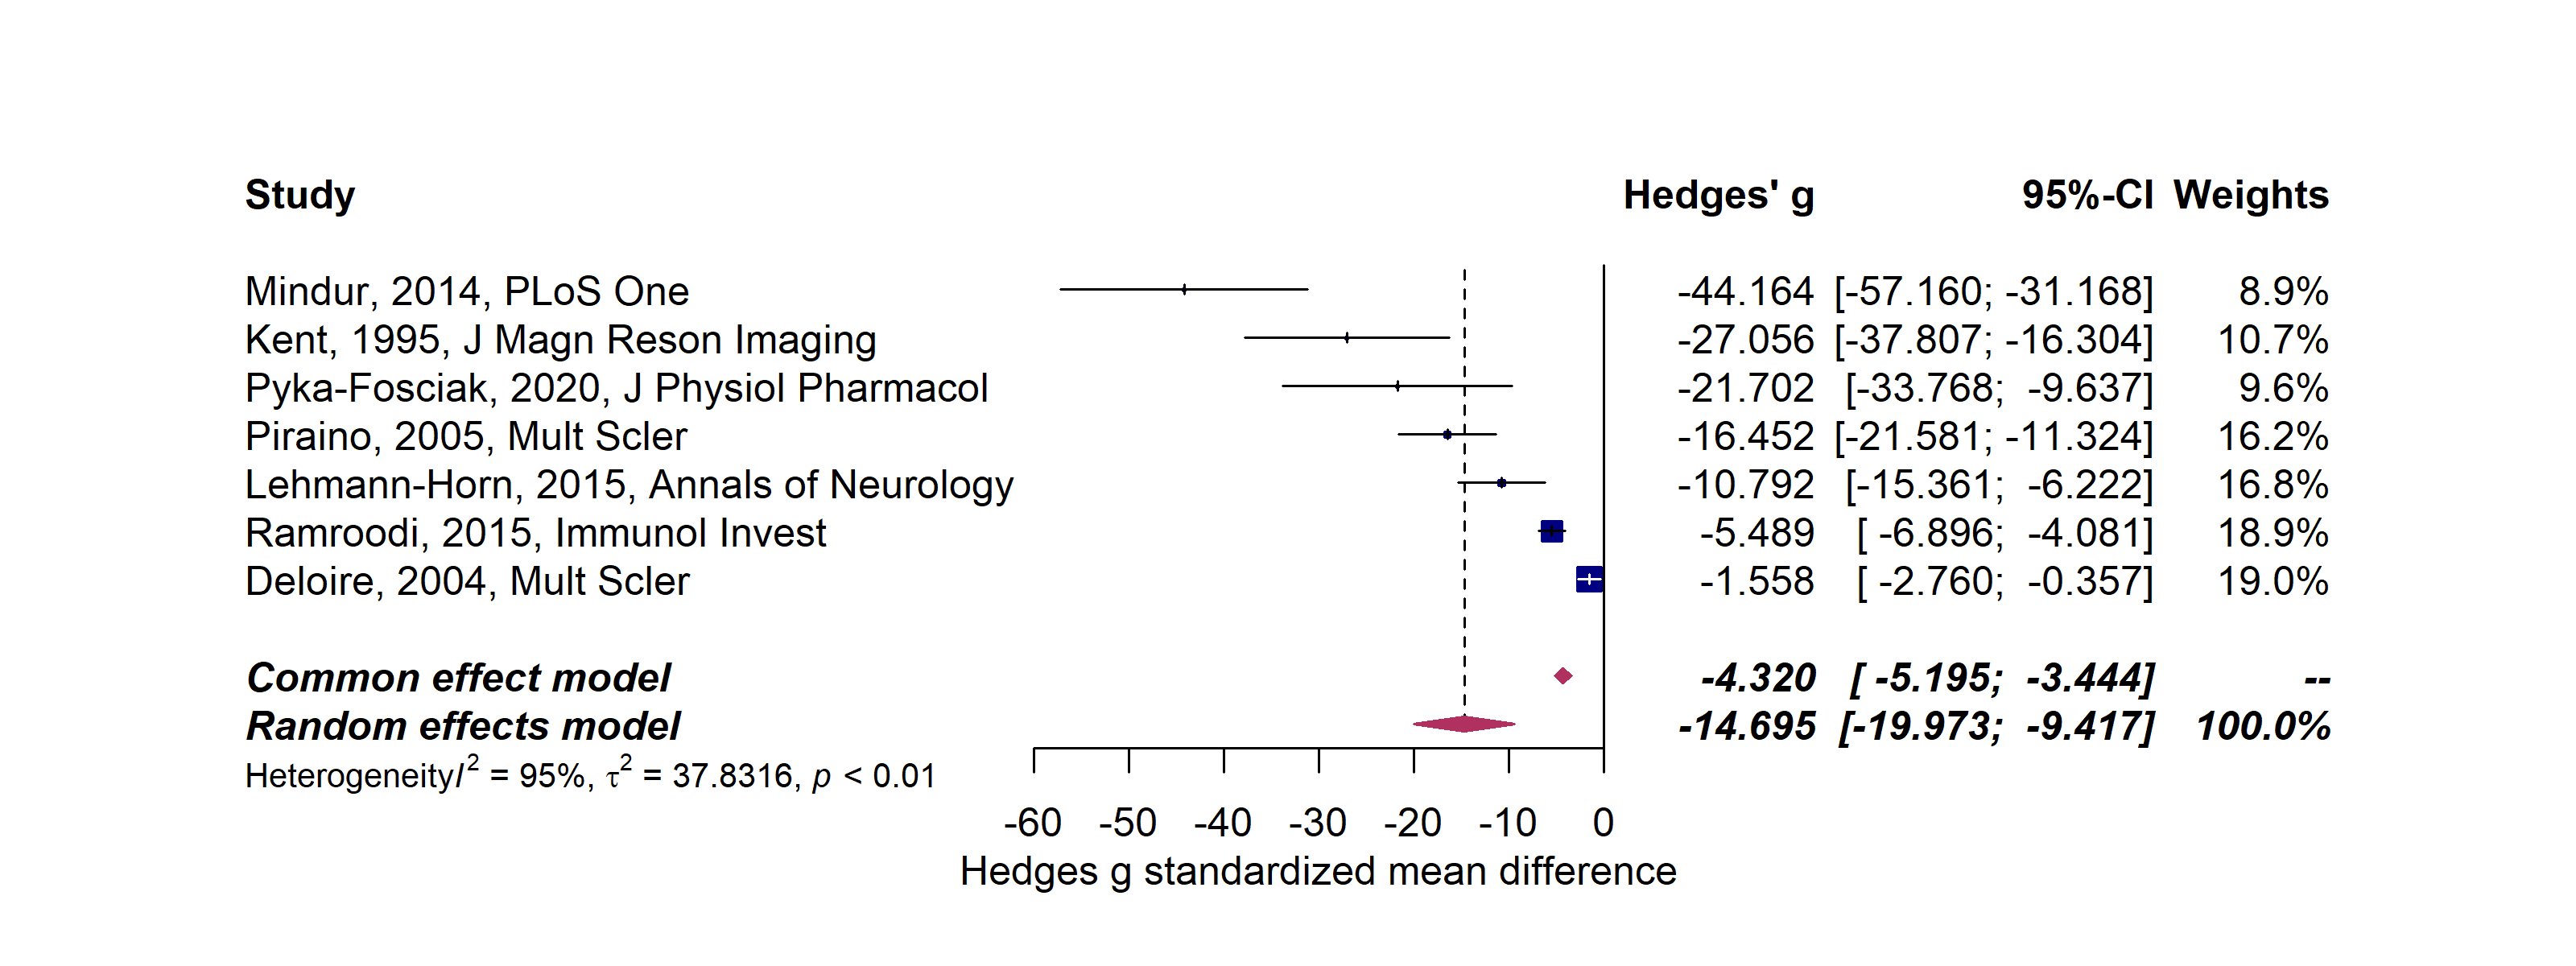 Study Hedges' g 95%-CI Weights
Mindur, 2014, PLoS One -44.164 [-57.160; -31.168] 8.9%
Kent, 1995, J Magn Reson Imaging -27.056 [-37.807; -16.304] 10.7%
Pyka-Fosciak, 2020, J Physiol Pharmacol -21.702 [-33.768; -9.637] 9.6%
Piraino, 2005, Mult Scler -16.452 [-21.581; -11.324] 16.2%
Lehmann-Horn, 2015, Annals of Neurology -10.792 [-15.361; -6.222] 16.8%
Ramroodi, 2015, Immunol Invest -5.489 [ -6.896; -4.081] 18.9%
Deloire, 2004, Mult Scler -1.558 [ -2.760; -0.357] 19.0%
Common effect model -4.320 [ -5.195; -3.444] --
Random effects model -14.695 [-19.973; -9.417] 100.0%
HeterogeneityI² = 95%, τ² = 37.8316, p < 0.01
-60 -50 -40 -30 -20 -10 0
Hedges g standardized mean difference